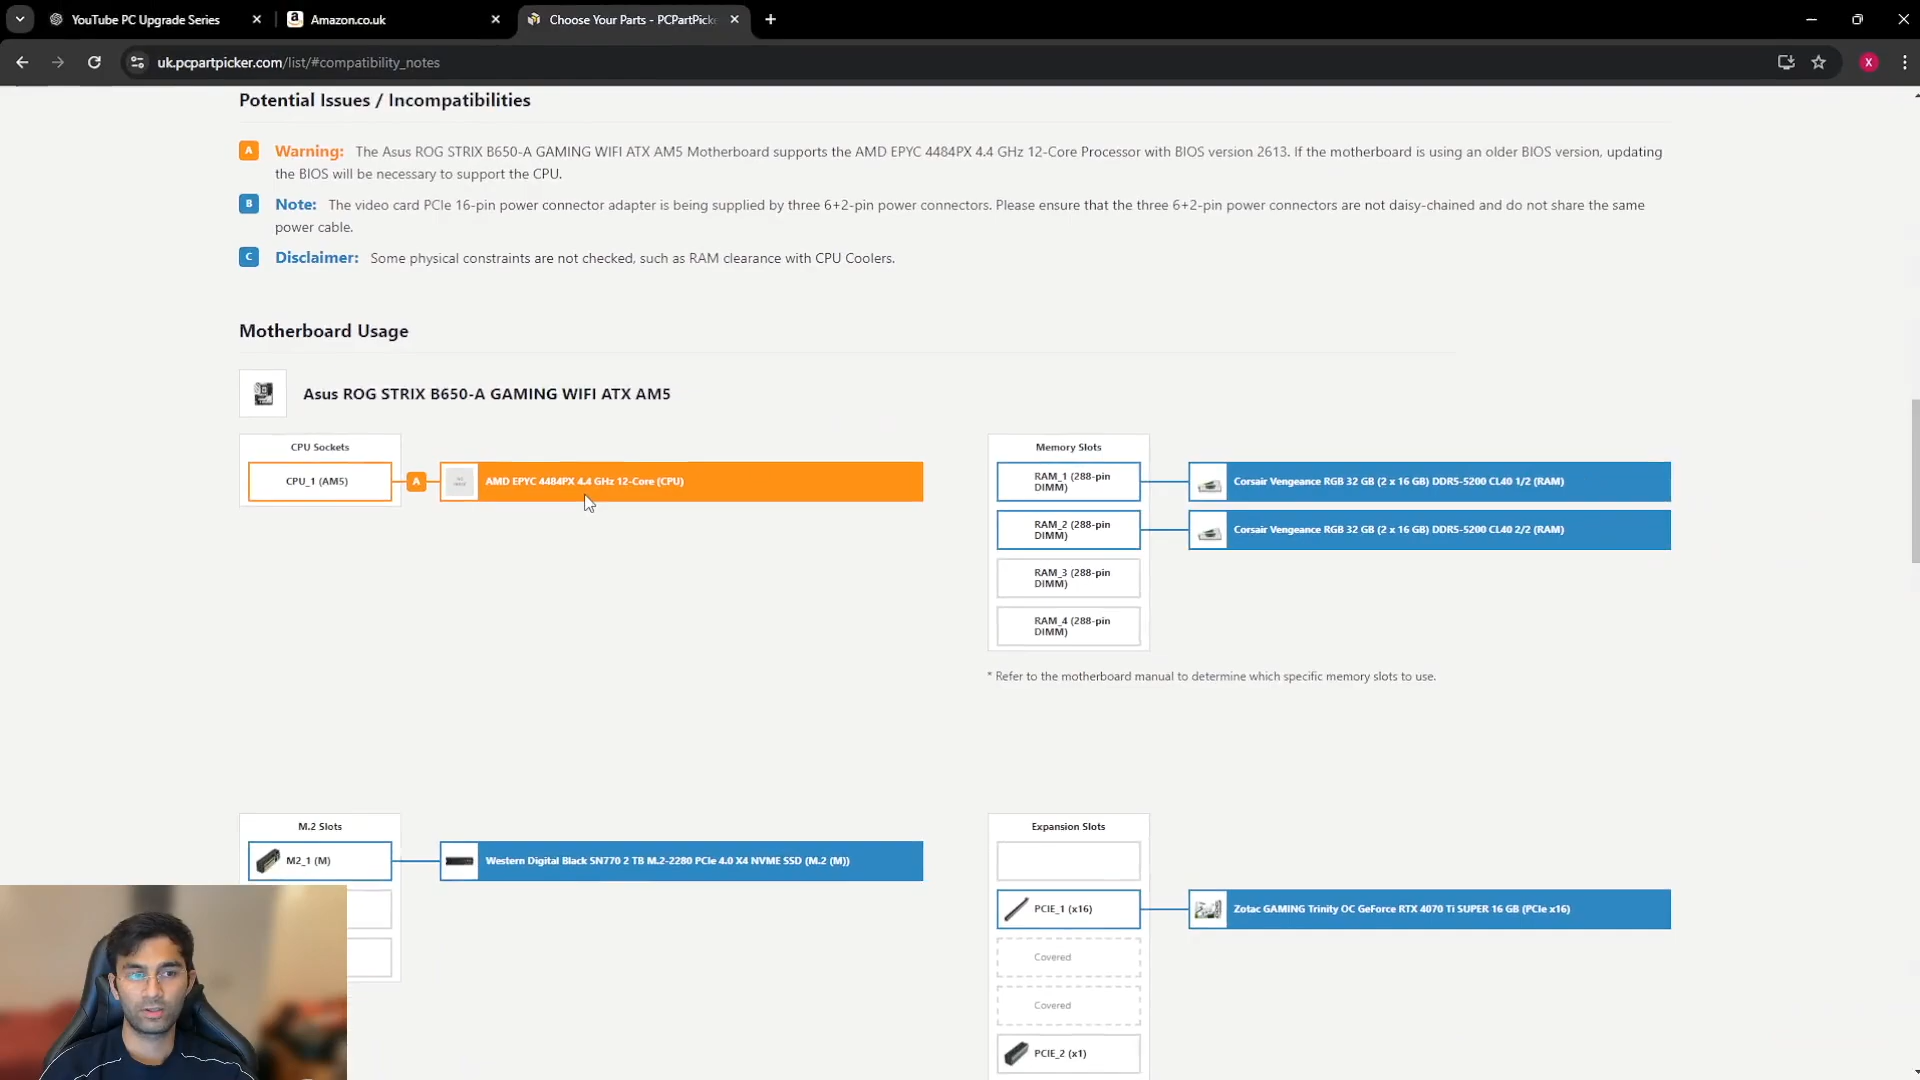 YouTube PC Upgrade Series
Amazon.co.uk
Choose Your Parts - PCPartPicke
uk.pcpartpicker.com/list/#compatibility_notes
X
Potential Issues / Incompatibilities
A Warning: The Asus ROG STRIX B650-A GAMING WIFI ATX AM5 Motherboard supports the AMD EPYC 4484PX 4.4 GHz 12-Core Processor with BIOS version 2613. If the motherboard is using an older BIOS version, updating
the BIOS will be necessary to support the CPU.
B Note: The video card PCIe 16-pin power connector adapter is being supplied by three 6+2-pin power connectors. Please ensure that the three 6+2-pin power connectors are not daisy-chained and do not share the same
power cable.
C Disclaimer: Some physical constraints are not checked, such as RAM clearance with CPU Coolers.
Motherboard Usage
Asus ROG STRIX B650-A GAMING WIFI ATX AM5
CPU Sockets
CPU_1 (AM5)
A
AMD EPYC 4484PX 4.4 GHz 12-Core (CPU)
Memory Slots
RAM_1 (288-pin
DIMM)
Corsair Vengeance RGB 32 GB (2 x 16 GB) DDR5-5200 CL40 1/2 (RAM)
RAM_2 (288-pin
DIMM)
Corsair Vengeance RGB 32 GB (2 x 16 GB) DDR5-5200 CL40 2/2 (RAM)
RAM_3 (288-pin
DIMM)
RAM_4 (288-pin
DIMM)
* Refer to the motherboard manual to determine which specific memory slots to use.
M.2 Slots
M2_1 (M)
Western Digital Black SN770 2 TB M.2-2280 PCIe 4.0 X4 NVME SSD (M.2 (M))
Expansion Slots
PCIE_1 (x16)
Zotac GAMING Trinity OC GeForce RTX 4070 Ti SUPER 16 GB (PCIe x16)
Covered
Covered
PCIE_2 (x1)